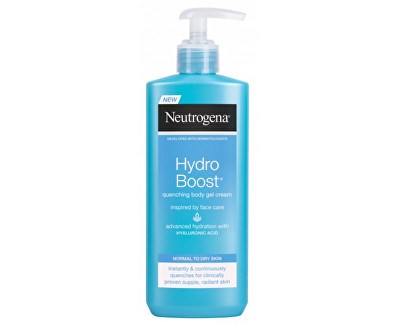 NEW
Neutrogena®
DEVELOPED WITH DERMATOLOGISTS
Hydro
Boost®
quenching body gel cream
inspired by face care
advanced hydration with
HYALURONIC ACID
NORMAL TO DRY SKIN
Instantly & continuously
quenches for clinically
proven supple, radiant skin